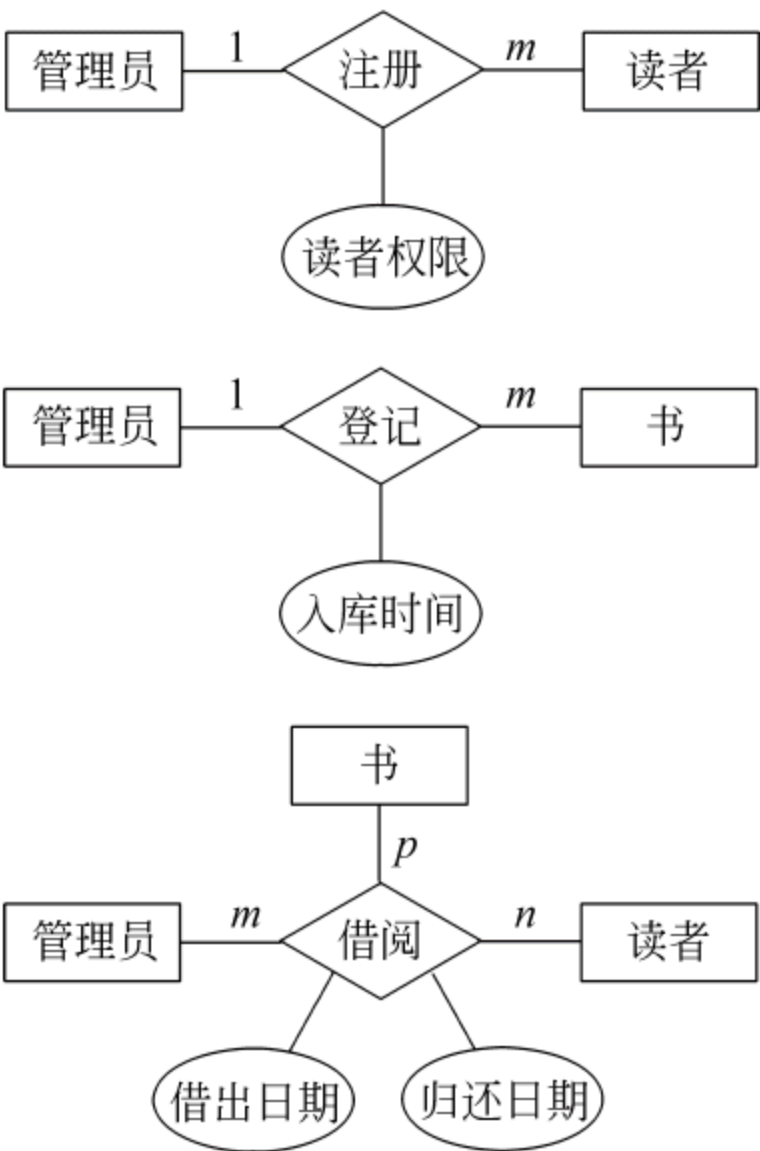 管理员 1 注册 m 读者
读者权限
管理员 1 登记 m 书
入库时间
书
p
管理员 m 借阅 n 读者
借出日期 归还日期